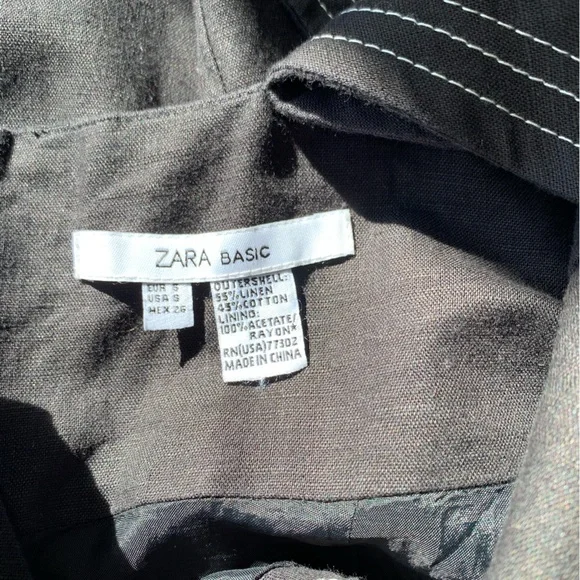 ZARA BASIC
EUR S
USA S
MEX 26
OUTERSHELL:
55%LINEN
45%COTTON
LINING:
100%ACETATE/
RAYON*
RN(USA)77302
MADE IN CHINA